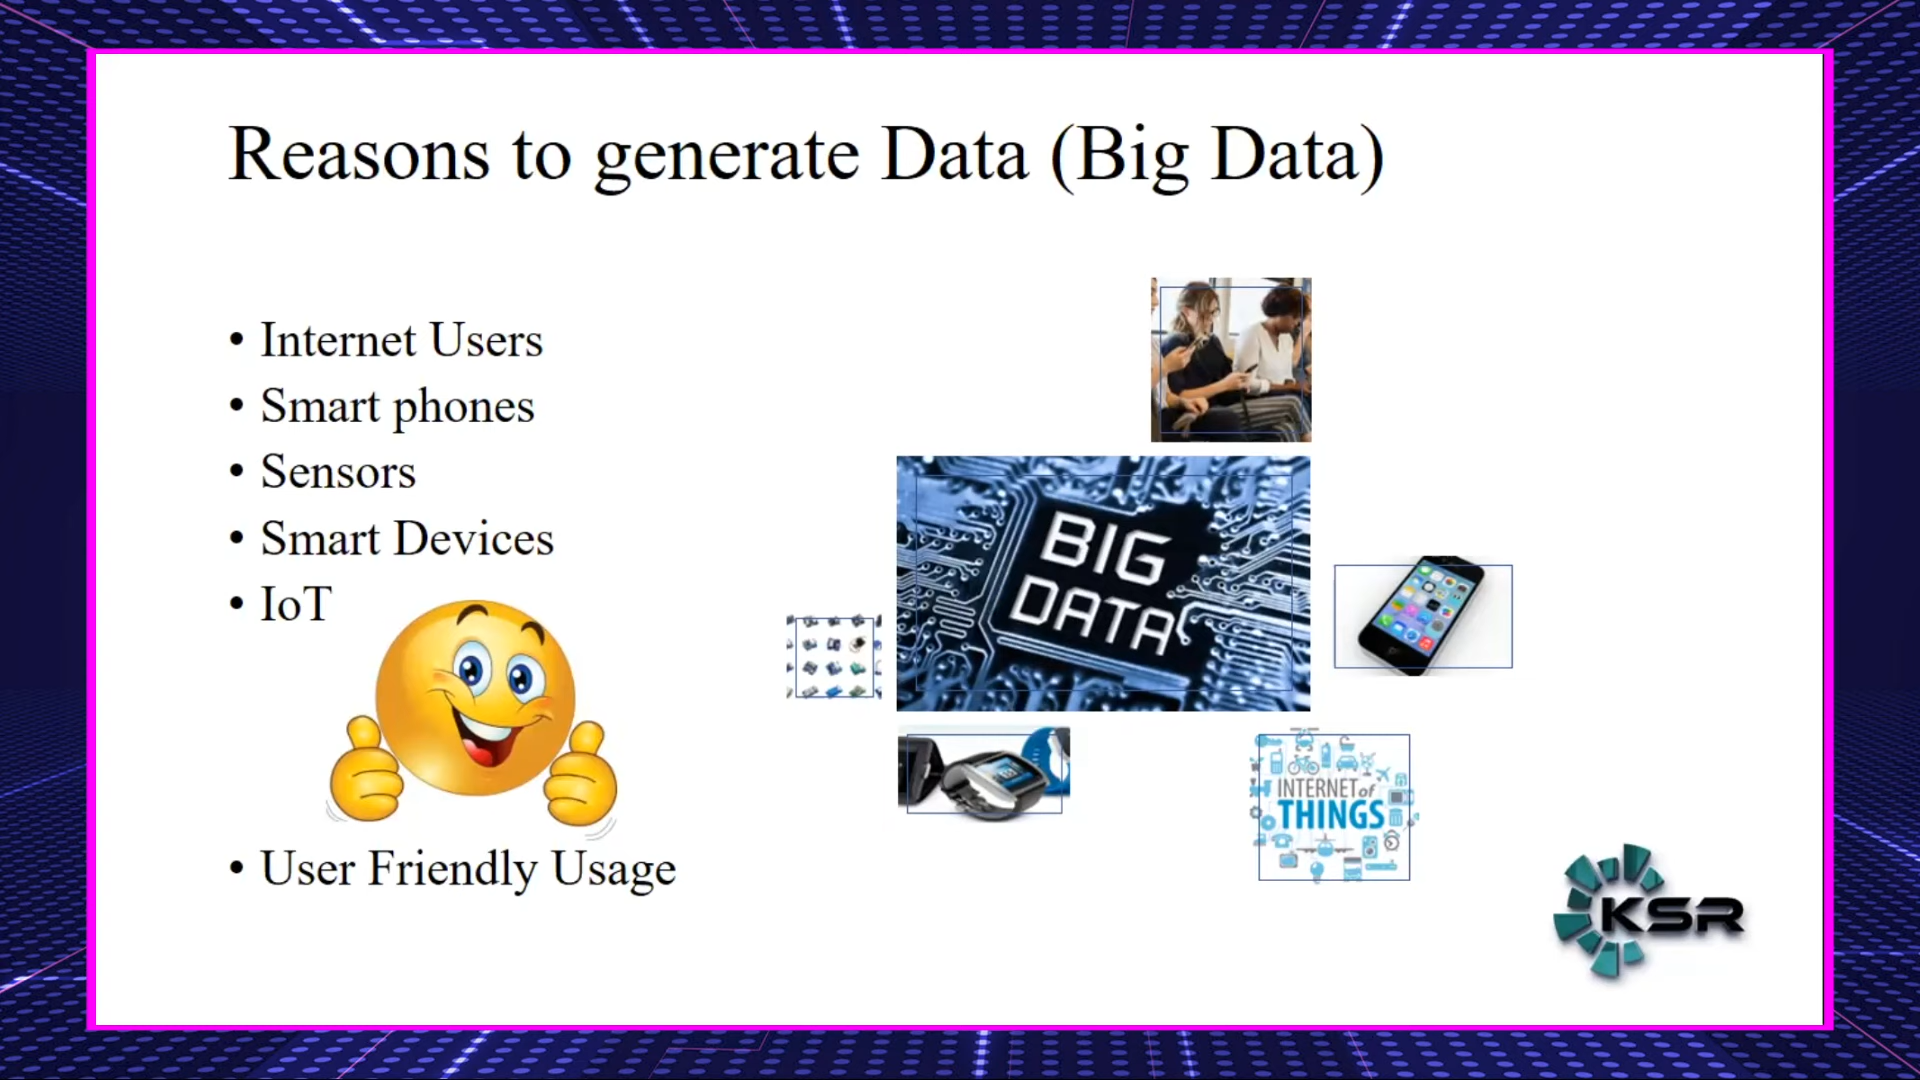 Reasons to generate Data (Big Data)
• Internet Users
• Smart phones
• Sensors
• Smart Devices
• IoT
• User Friendly Usage
BIG
DATA
INTERNET of
THINGS
KSR